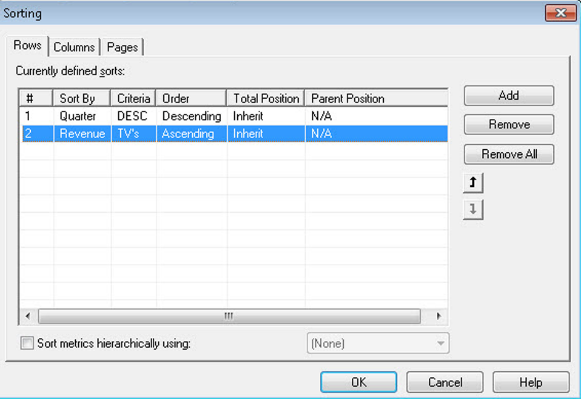 Sorting
Rows Columns Pages
Currently defined sorts:
# Sort By Criteria Order Total Position Parent Position
1 Quarter DESC Descending Inherit N/A
2 Revenue TV's Ascending Inherit N/A
Add
Remove
Remove All
Sort metrics hierarchically using: (None)
OK Cancel Help